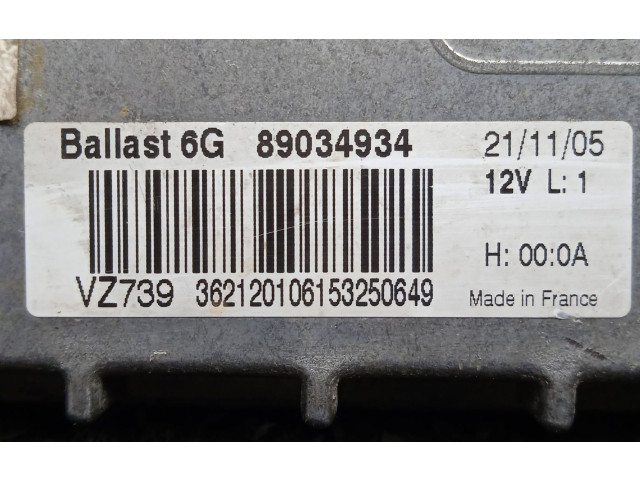 Ballast 6G 89034934 21/11/05
12V L: 1
H: 00:0A
VZ739 362120106153250649 Made in France